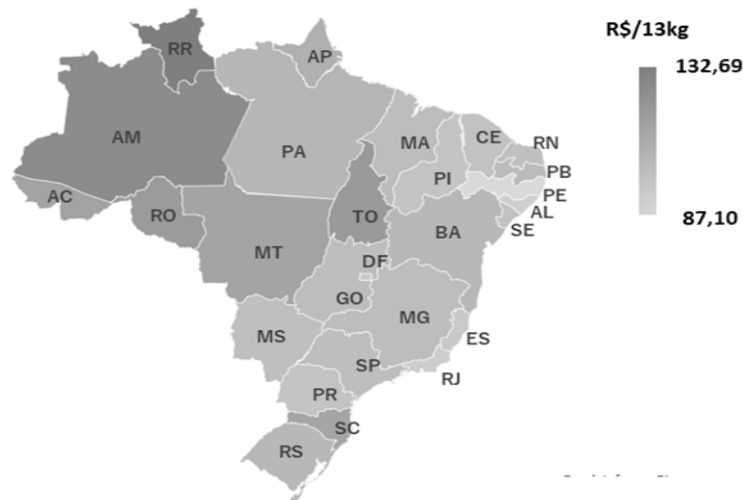 R$/13kg
132,69
87,10
RR
AP
AM
PA
MA
CE
RN
PI
PB
PE
AL
SE
AC
RO
TO
BA
MT
DF
GO
MG
MS
ES
SP
RJ
PR
SC
RS